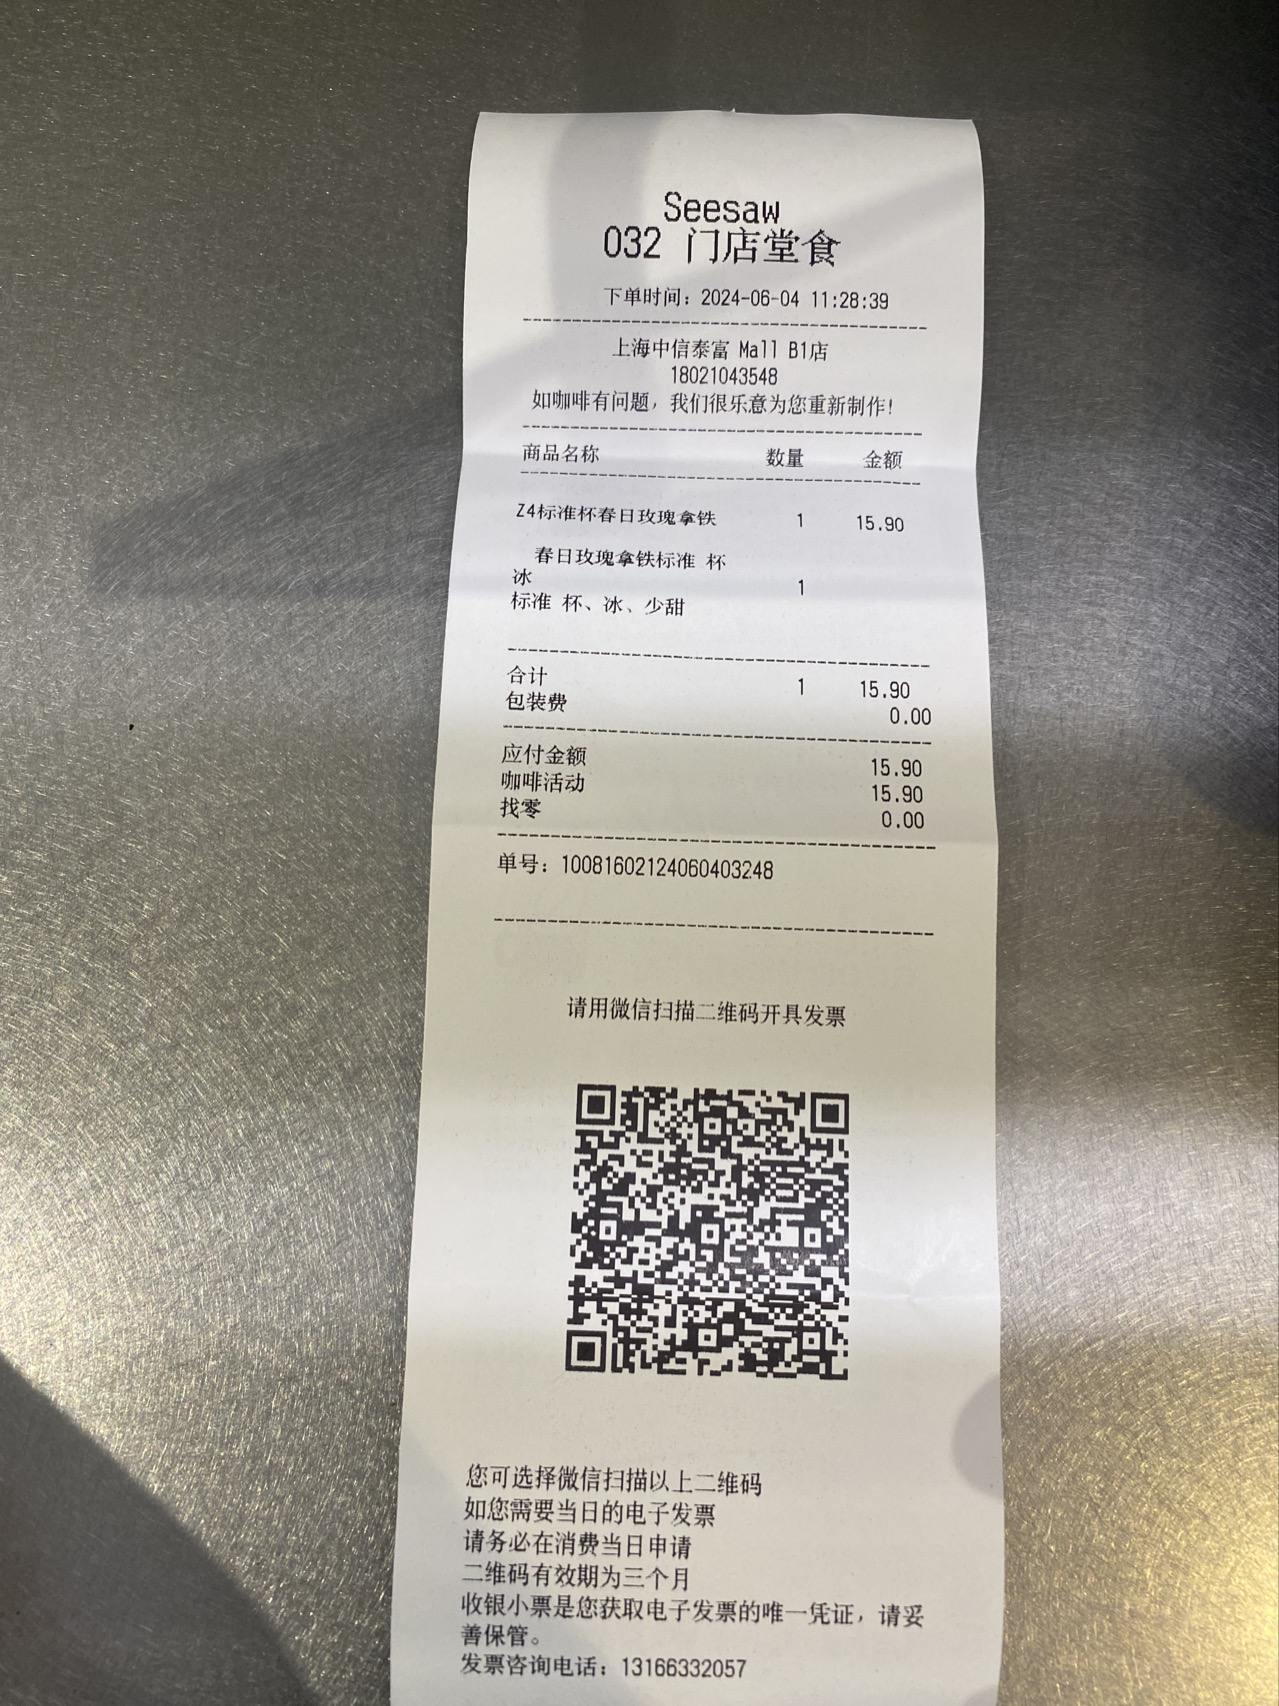 Seesaw
032 门店堂食
下单时间：2024-06-04 11:28:39
上海中信泰富 Mall B1店
18021043548
如咖啡有问题，我们很乐意为您重新制作!
商品名称 数量 金额
Z4标准杯春日玫瑰拿铁 1 15.90
春日玫瑰拿铁标准 杯
冰 1
标准 杯、冰、少甜
合计 1 15.90
包装费 0.00
应付金额 15.90
咖啡活动 15.90
找零 0.00
单号：10081602124060403248
请用微信扫描二维码开具发票
您可选择微信扫描以上二维码
如您需要当日的电子发票
请务必在消费当日申请
二维码有效期为三个月
收银小票是您获取电子发票的唯一凭证，请妥
善保管。
发票咨询电话：13166332057